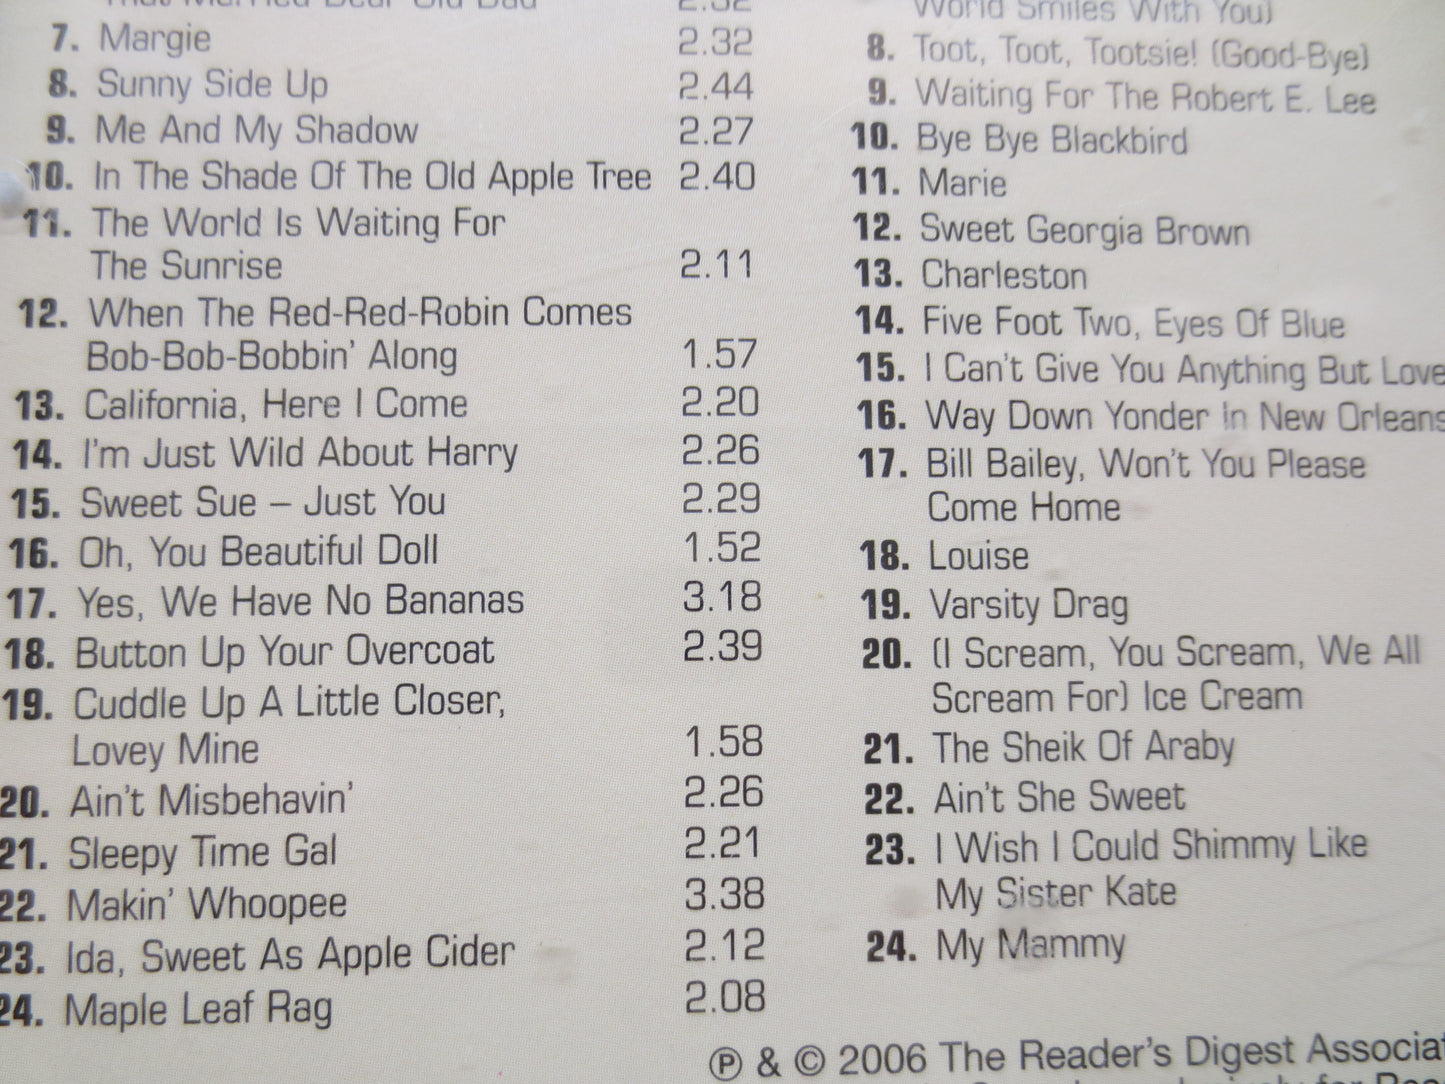 That Married Dear Old Dad 2.52
7. Margie 2.32
8. Sunny Side Up 2.44
9. Me And My Shadow 2.27
10. In The Shade Of The Old Apple Tree 2.40
11. The World Is Waiting For
The Sunrise 2.11
12. When The Red-Red-Robin Comes
Bob-Bob-Bobbin' Along 1.57
13. California, Here I Come 2.20
14. I'm Just Wild About Harry 2.26
15. Sweet Sue – Just You 2.29
16. Oh, You Beautiful Doll 1.52
17. Yes, We Have No Bananas 3.18
18. Button Up Your Overcoat 2.39
19. Cuddle Up A Little Closer,
Lovey Mine 1.58
20. Ain't Misbehavin' 2.26
21. Sleepy Time Gal 2.21
22. Makin' Whoopee 3.38
23. Ida, Sweet As Apple Cider 2.12
24. Maple Leaf Rag 2.08
World Smiles With You)
8. Toot, Toot, Tootsie! (Good-Bye)
9. Waiting For The Robert E. Lee
10. Bye Bye Blackbird
11. Marie
12. Sweet Georgia Brown
13. Charleston
14. Five Foot Two, Eyes Of Blue
15. I Can't Give You Anything But Love
16. Way Down Yonder In New Orleans
17. Bill Bailey, Won't You Please
Come Home
18. Louise
19. Varsity Drag
20. (I Scream, You Scream, We All
Scream For) Ice Cream
21. The Sheik Of Araby
22. Ain't She Sweet
23. I Wish I Could Shimmy Like
My Sister Kate
24. My Mammy
℗ & © 2006 The Reader's Digest Associat